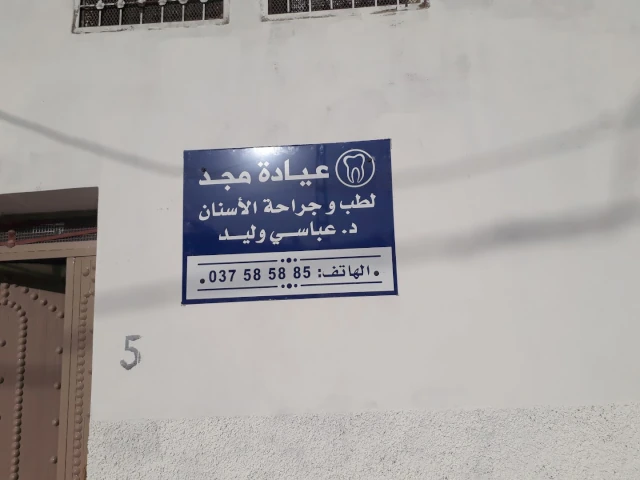 عيادة مجد
لطب و جراحة الأسنان
د. عباسي وليد
الهاتف: 037 58 58 85
5